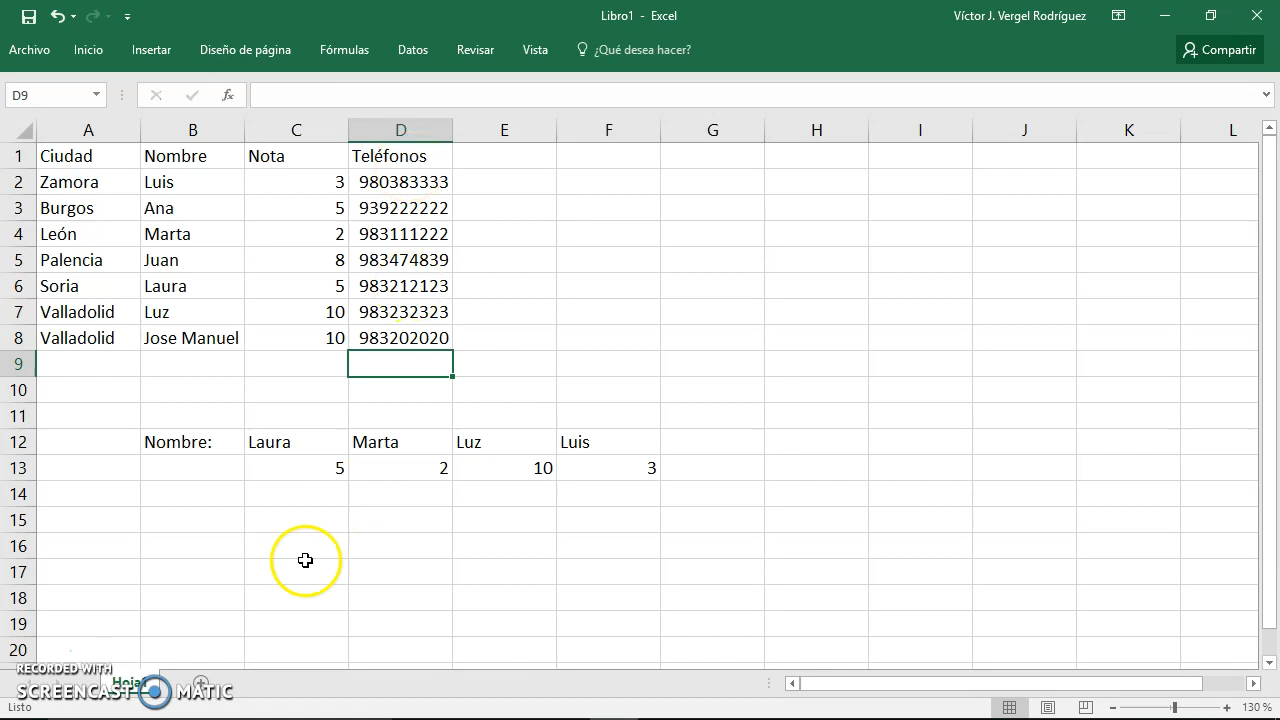 Libro1 - Excel
Víctor J. Vergel Rodríguez
Archivo Inicio Insertar Diseño de página Fórmulas Datos Revisar Vista ¿Qué desea hacer? Compartir
D9 fx
A B C D E F G H I J K L
1 Ciudad Nombre Nota Teléfonos
2 Zamora Luis 3 980383333
3 Burgos Ana 5 939222222
4 León Marta 2 983111222
5 Palencia Juan 8 983474839
6 Soria Laura 5 983212123
7 Valladolid Luz 10 983232323
8 Valladolid Jose Manuel 10 983202020
9
10
11
12 Nombre: Laura Marta Luz Luis
13 5 2 10 3
14
15
16
17
18
19
20
RECORDED WITH
SCREENCAST MATIC
Listo 130 %